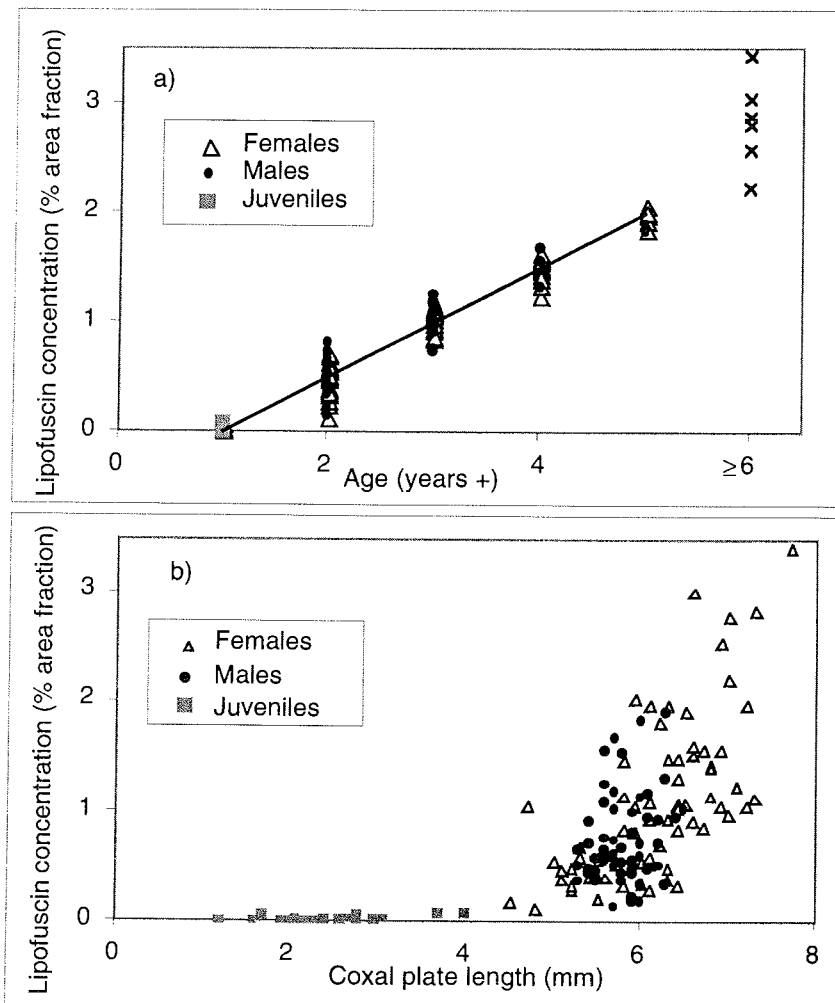 Lipofuscin concentration (% area fraction)
a)
Females
Males
Juveniles
3
2
1
0
0
2
4
≥6
Age (years +)
Lipofuscin concentration (% area fraction)
b)
Females
Males
Juveniles
3
2
1
0
0
2
4
6
8
Coxal plate length (mm)